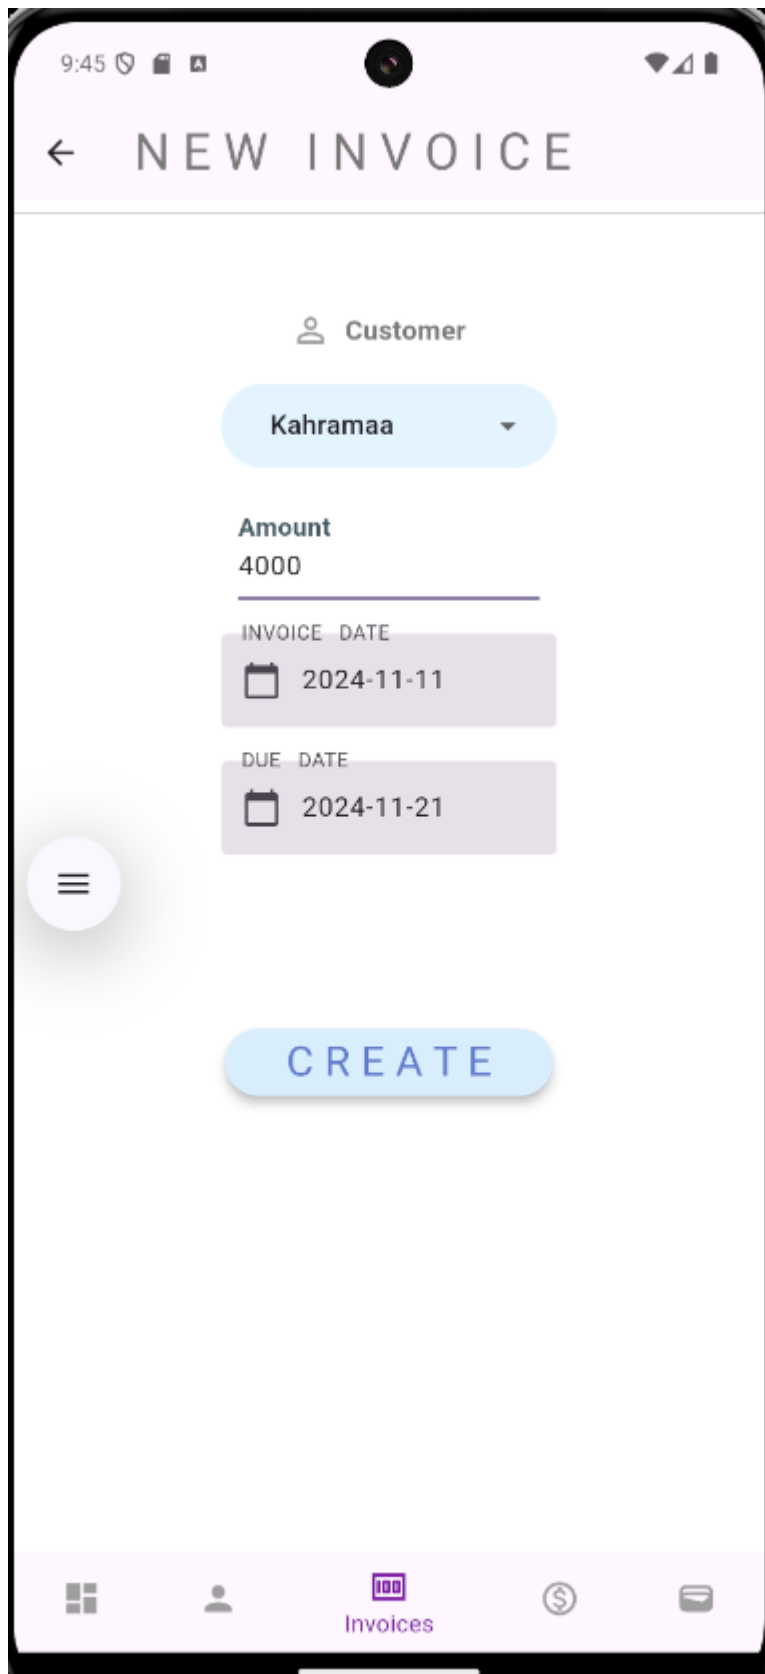 9:45
NEW INVOICE
Customer
Kahramaa
Amount
4000
INVOICE DATE
2024-11-11
DUE DATE
2024-11-21
CREATE
Invoices